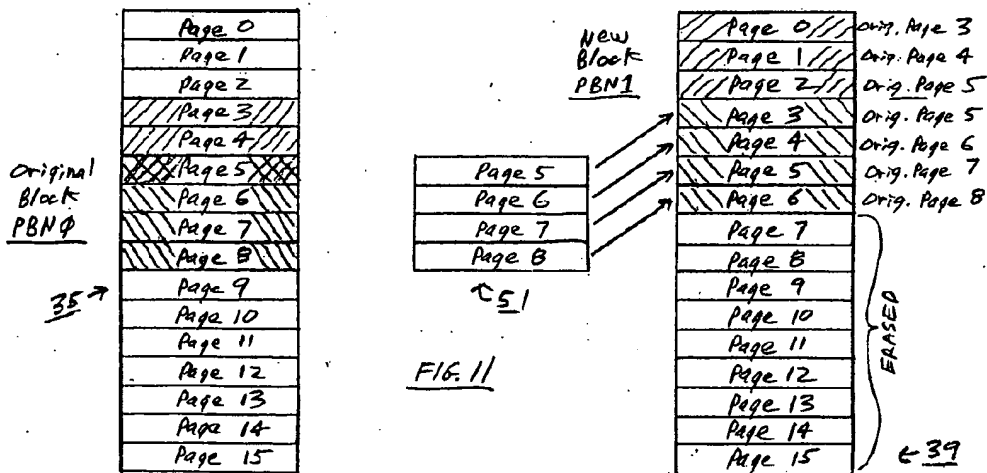 Page 0
Page 1
Page 2
Page 3
Page 4
Page 5
Page 6
Page 7
Page 8
Page 9
Page 10
Page 11
Page 12
Page 13
Page 14
Page 15
Original
Block
PBN0
35
Page 5
Page 6
Page 7
Page 8
51
FIG. 11
New
Block
PBN1
Page 0 Orig. Page 3
Page 1 Orig. Page 4
Page 2 Orig. Page 5
Page 3 Orig. Page 5
Page 4 Orig. Page 6
Page 5 Orig. Page 7
Page 6 Orig. Page 8
Page 7
Page 8
Page 9
Page 10
Page 11
Page 12
Page 13
Page 14
Page 15
ERASED
39